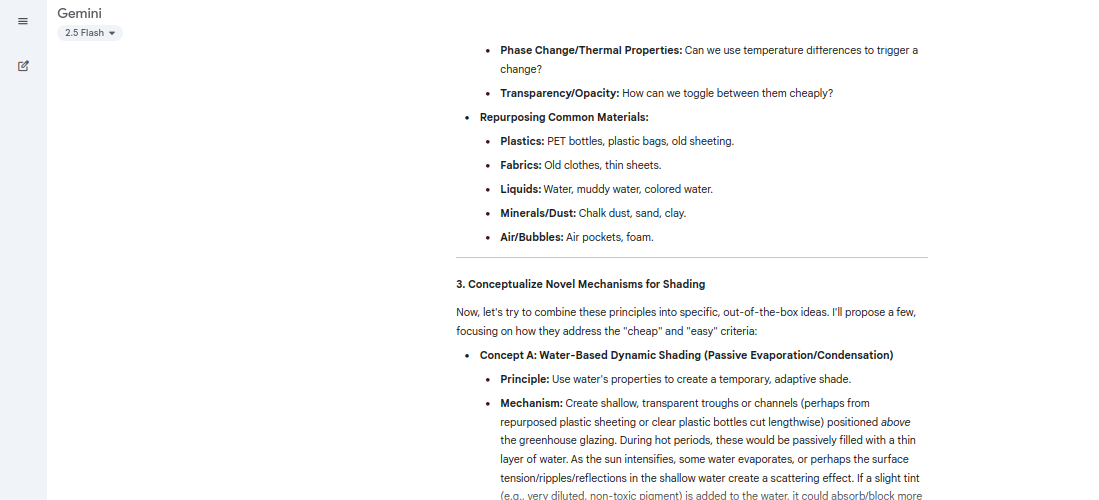 Gemini
2.5 Flash
Phase Change/Thermal Properties: Can we use temperature differences to trigger a
change?
Transparency/Opacity: How can we toggle between them cheaply?
Repurposing Common Materials:
Plastics: PET bottles, plastic bags, old sheeting.
Fabrics: Old clothes, thin sheets.
Liquids: Water, muddy water, colored water.
Minerals/Dust: Chalk dust, sand, clay.
Air/Bubbles: Air pockets, foam.
3. Conceptualize Novel Mechanisms for Shading
Now, let's try to combine these principles into specific, out-of-the-box ideas. I'll propose a few,
focusing on how they address the "cheap" and "easy" criteria:
Concept A: Water-Based Dynamic Shading (Passive Evaporation/Condensation)
Principle: Use water's properties to create a temporary, adaptive shade.
Mechanism: Create shallow, transparent troughs or channels (perhaps from
repurposed plastic sheeting or clear plastic bottles cut lengthwise) positioned above
the greenhouse glazing. During hot periods, these would be passively filled with a thin
layer of water. As the sun intensifies, some water evaporates, or perhaps the surface
tension/ripples/reflections in the shallow water create a scattering effect. If a slight tint
(e.g., very diluted, non-toxic pigment) is added to the water, it could absorb/block more